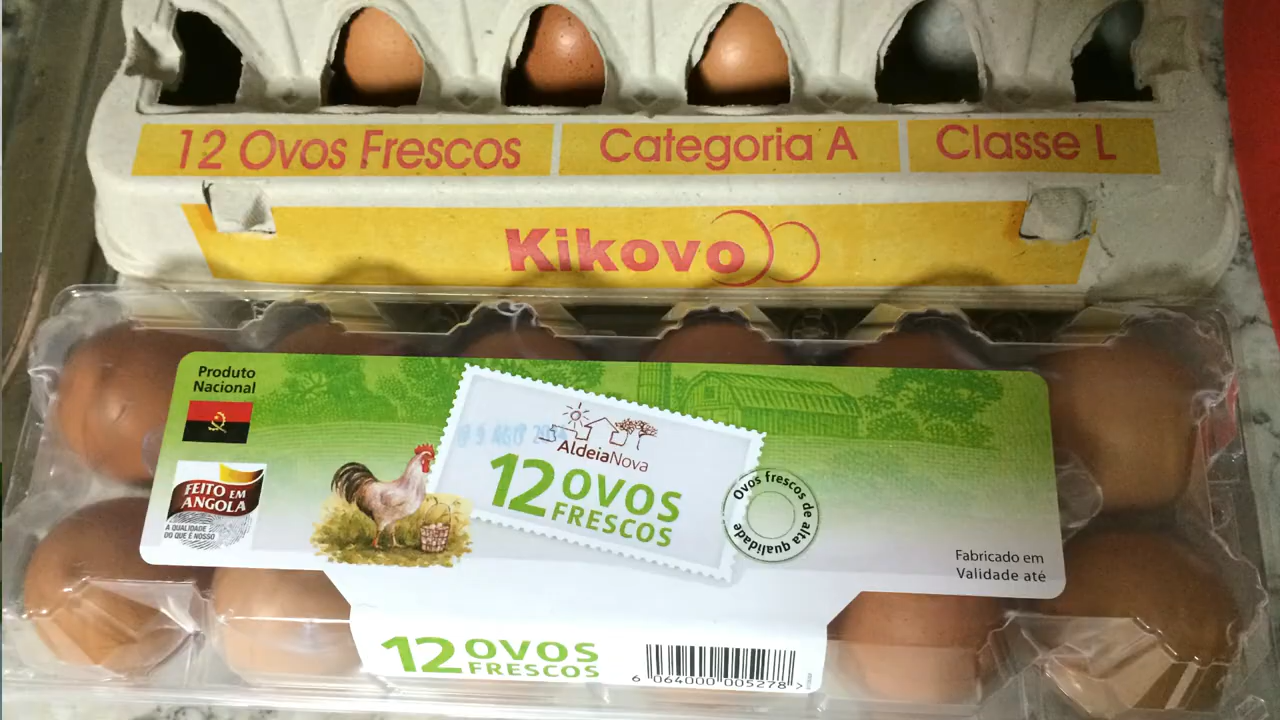 12 Ovos Frescos Categoria A Classe L
Kikovo
Produto
Nacional
FEITO EM
ANGOLA
A QUALIDADE
DO QUE É NOSSO
AldeiaNova
12 OVOS
FRESCOS
Ovos frescos de alta qualidade
Fabricado em
Validade até
12 OVOS
FRESCOS
6 064000 005278 >